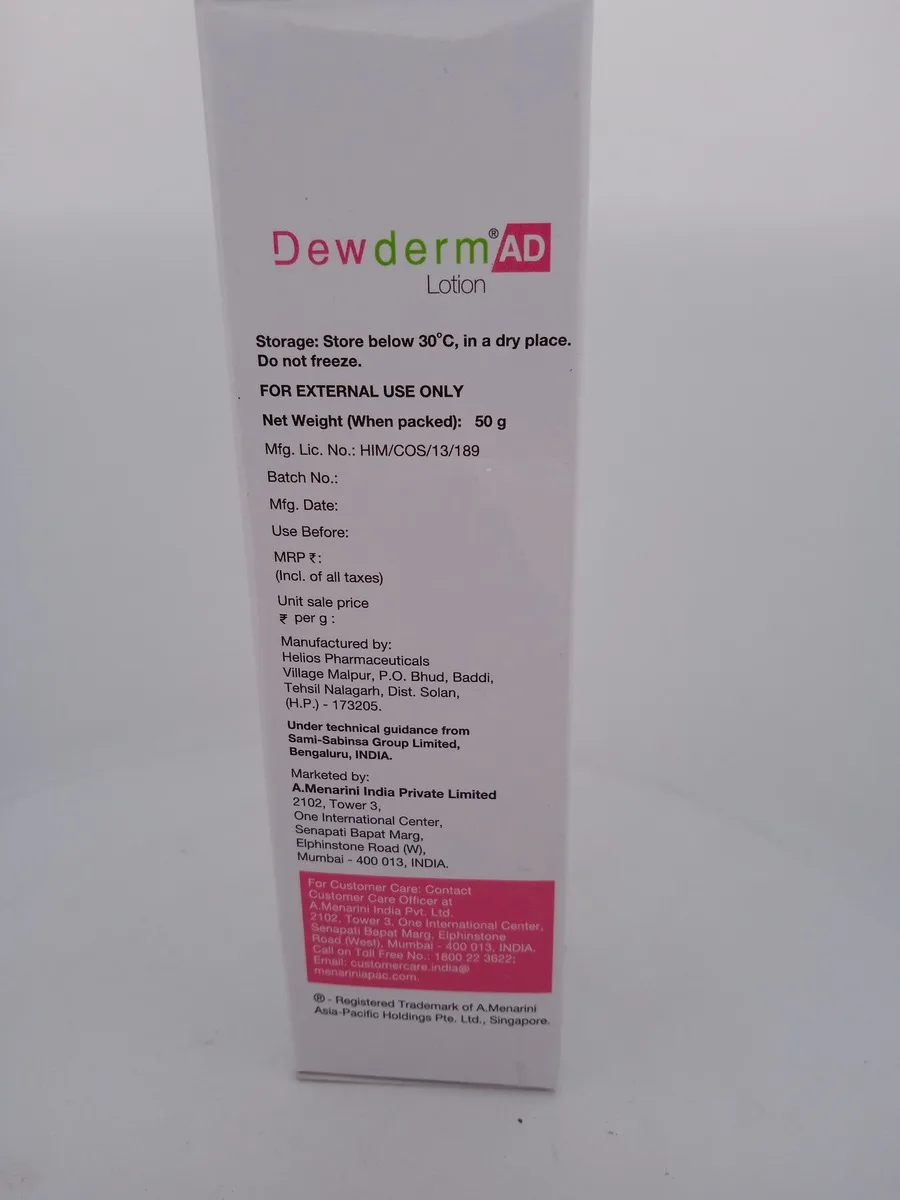 Dewderm® AD
Lotion
Storage: Store below 30°C, in a dry place.
Do not freeze.
FOR EXTERNAL USE ONLY
Net Weight (When packed): 50 g
Mfg. Lic. No.: HIM/COS/13/189
Batch No.:
Mfg. Date:
Use Before:
MRP ₹:
(Incl. of all taxes)
Unit sale price
₹ per g :
Manufactured by:
Helios Pharmaceuticals
Village Malpur, P.O. Bhud, Baddi,
Tehsil Nalagarh, Dist. Solan,
(H.P.) - 173205.
Under technical guidance from
Sami-Sabinsa Group Limited,
Bengaluru, INDIA.
Marketed by:
A.Menarini India Private Limited
2102, Tower 3,
One International Center,
Senapati Bapat Marg,
Elphinstone Road (W),
Mumbai - 400 013, INDIA.
For Customer Care: Contact
Customer Care Officer at
A.Menarini India Pvt. Ltd.
2102, Tower 3, One International Center,
Senapati Bapat Marg, Elphinstone
Road (West), Mumbai - 400 013, INDIA.
Call on Toll Free No.: 1800 22 3622;
Email: customercare.india@
menariniapac.com.
® - Registered Trademark of A.Menarini
Asia-Pacific Holdings Pte. Ltd., Singapore.